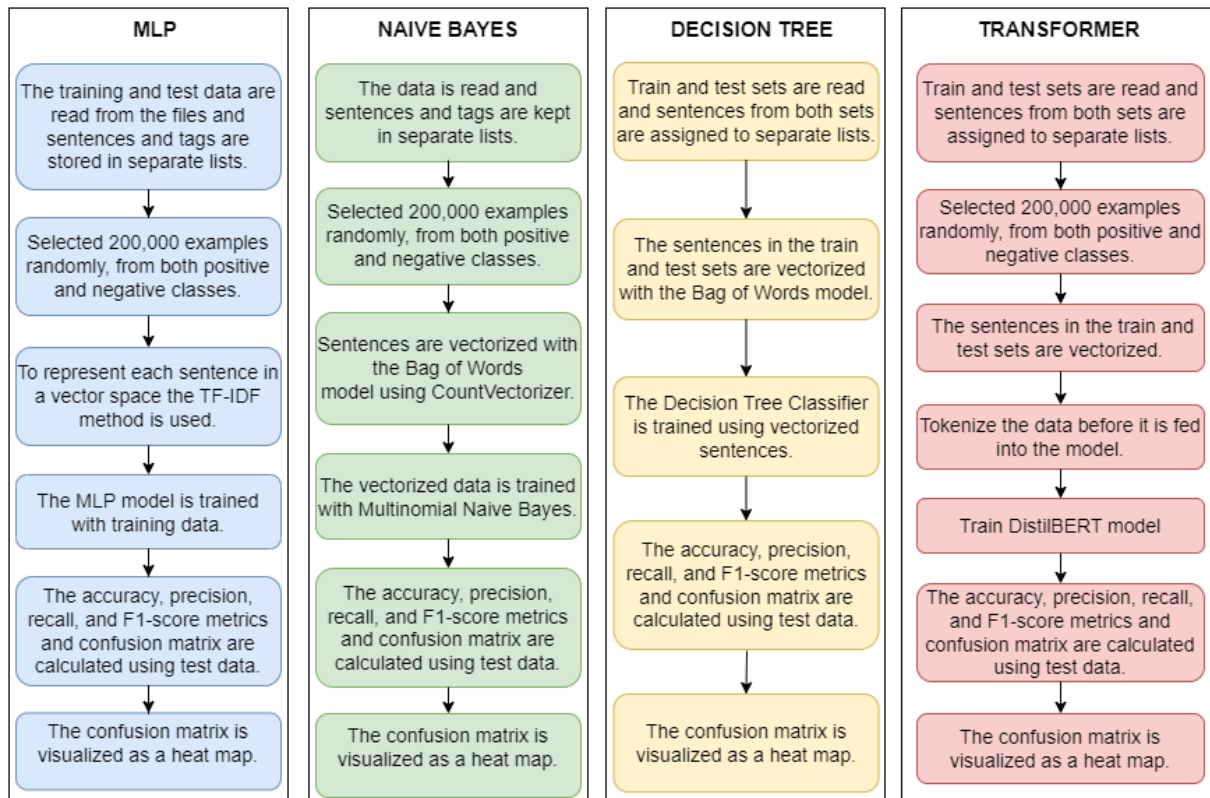 MLP
The training and test data are
read from the files and
sentences and tags are
stored in separate lists.
Selected 200,000 examples
randomly, from both positive
and negative classes.
To represent each sentence in
a vector space the TF-IDF
method is used.
The MLP model is trained
with training data.
The accuracy, precision,
recall, and F1-score metrics
and confusion matrix are
calculated using test data.
The confusion matrix is
visualized as a heat map.
NAIVE BAYES
The data is read and
sentences and tags are kept
in separate lists.
Selected 200,000 examples
randomly, from both positive
and negative classes.
Sentences are vectorized with
the Bag of Words
model using CountVectorizer.
The vectorized data is trained
with Multinomial Naive Bayes.
The accuracy, precision,
recall, and F1-score metrics
and confusion matrix are
calculated using test data.
The confusion matrix is
visualized as a heat map.
DECISION TREE
Train and test sets are read
and sentences from both sets
are assigned to separate lists.
The sentences in the train
and test sets are vectorized
with the Bag of Words model.
The Decision Tree Classifier
is trained using vectorized
sentences.
The accuracy, precision,
recall, and F1-score metrics
and confusion matrix are
calculated using test data.
The confusion matrix is
visualized as a heat map.
TRANSFORMER
Train and test sets are read and
sentences from both sets are
assigned to separate lists.
Selected 200,000 examples
randomly, from both positive and
negative classes.
The sentences in the train and
test sets are vectorized.
Tokenize the data before it is fed
into the model.
Train DistilBERT model
The accuracy, precision, recall,
and F1-score metrics and
confusion matrix are calculated
using test data.
The confusion matrix is
visualized as a heat map.